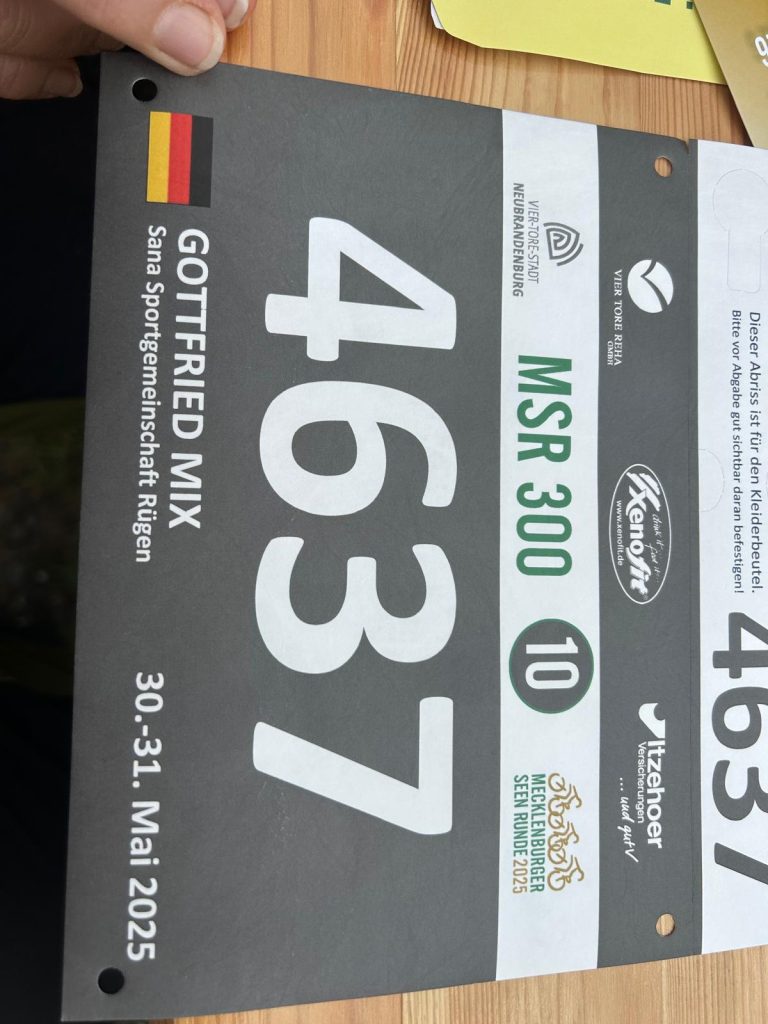 Dieser Abriss ist für den Kleiderbeutel.
Bitte vor Abgabe gut sichtbar daran befestigen!
4637
VIER TORE REHA
GMBH
Xenofit
www.xenofit.de
Itzehoer
Versicherungen
... und gut
VIER-TORE-STADT
NEUBRANDENBURG
MSR 300
10
MECKLENBURGER
SEEN RUNDE 2025
4637
GOTTFRIED MIX
Sana Sportgemeinschaft Rügen
30.-31. Mai 2025